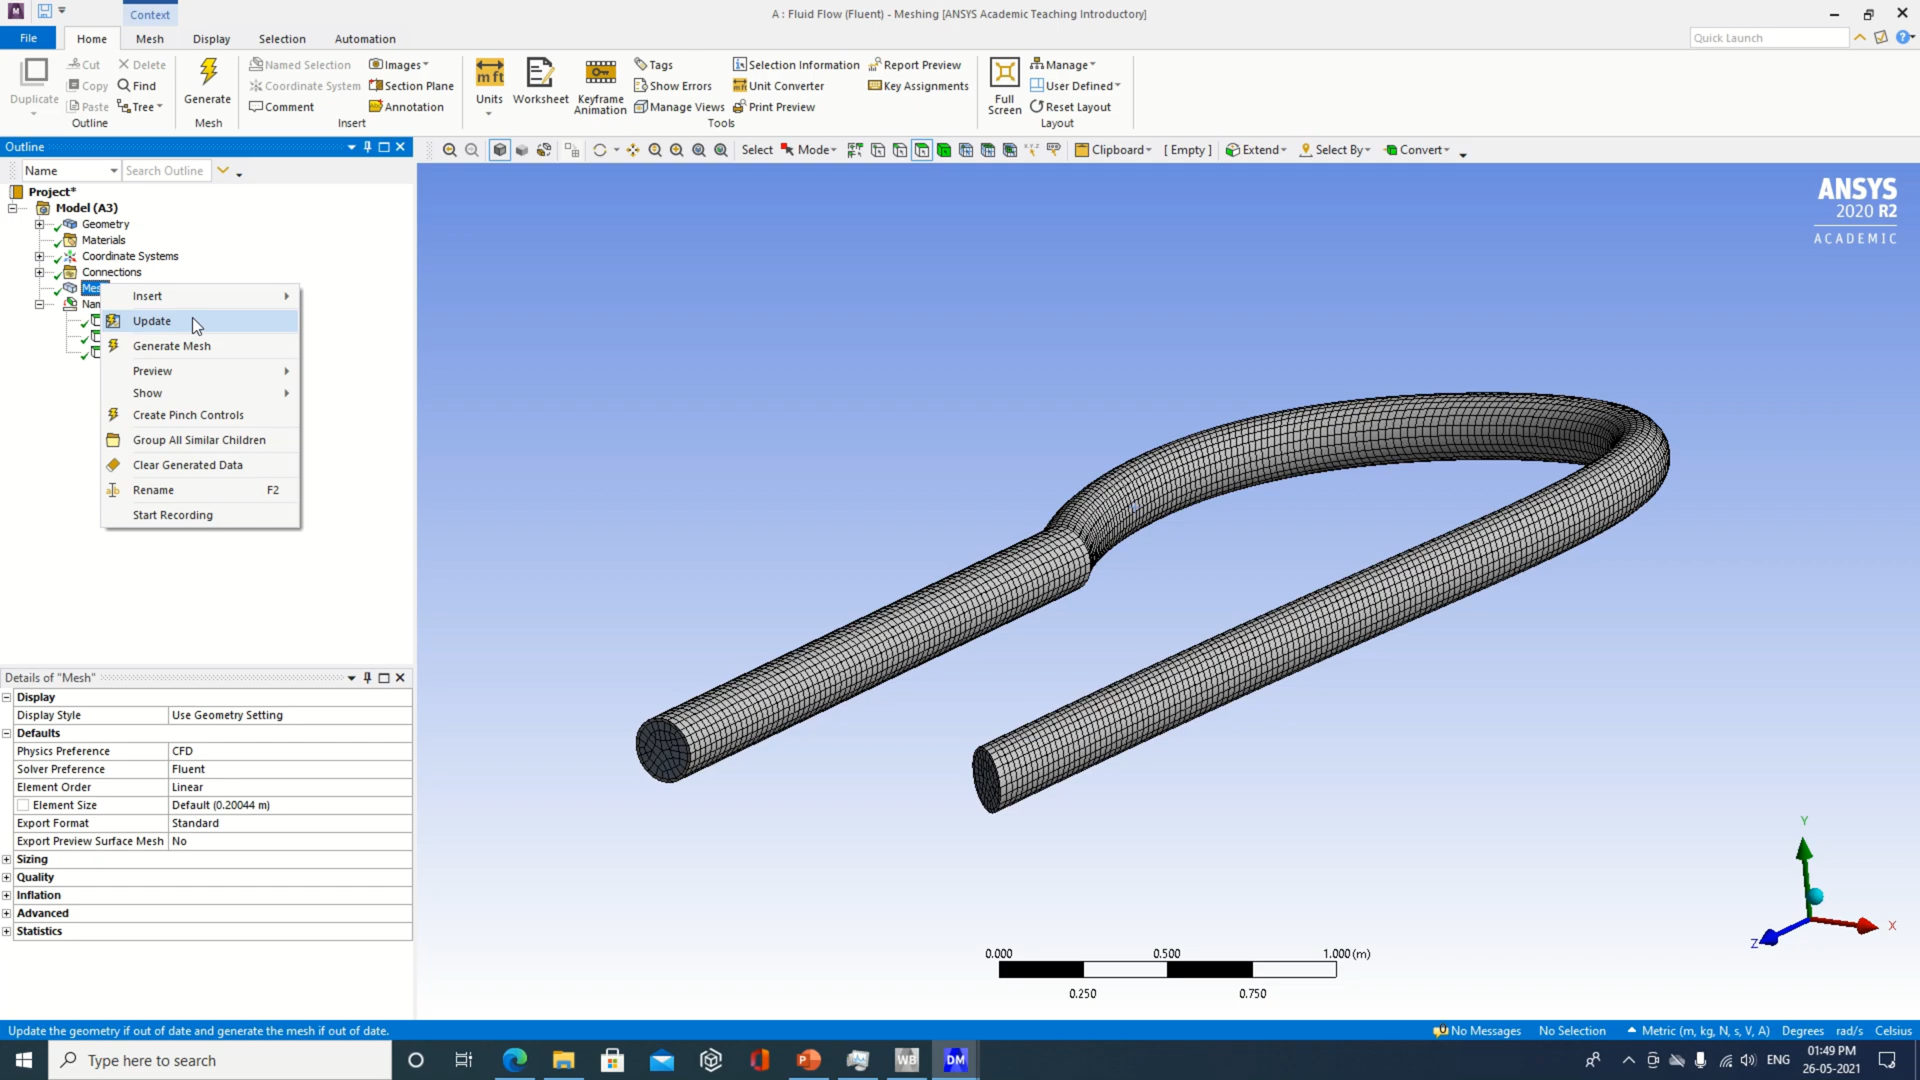 M
Context
A : Fluid Flow (Fluent) - Meshing [ANSYS Academic Teaching Introductory]
File Home Mesh Display Selection Automation
Quick Launch
Duplicate
Cut Delete
Copy Find
Paste Tree
Outline
Generate
Mesh
Named Selection Images
Coordinate System Section Plane
Comment Annotation
Insert
m ft
Units
Worksheet
Keyframe Animation
Tags Selection Information Report Preview
Show Errors Unit Converter Key Assignments
Manage Views Print Preview
Tools
Full Screen
Manage
User Defined
Reset Layout
Layout
Outline
Select Mode Clipboard [ Empty ] Extend Select By Convert
Name Search Outline
Project*
Model (A3)
Geometry
Materials
Coordinate Systems
Connections
Mes
Nan
Insert
Update
Generate Mesh
Preview
Show
Create Pinch Controls
Group All Similar Children
Clear Generated Data
Rename F2
Start Recording
ANSYS
2020 R2
ACADEMIC
Details of "Mesh"
Display
Display Style Use Geometry Setting
Defaults
Physics Preference CFD
Solver Preference Fluent
Element Order Linear
Element Size Default (0.20044 m)
Export Format Standard
Export Preview Surface Mesh No
Sizing
Quality
Inflation
Advanced
Statistics
Y
X
Z
0.000 0.500 1.000 (m)
0.250 0.750
Update the geometry if out of date and generate the mesh if out of date.
No Messages No Selection Metric (m, kg, N, s, V, A) Degrees rad/s Celsius
Type here to search
WB
DM
ENG
01:49 PM
26-05-2021